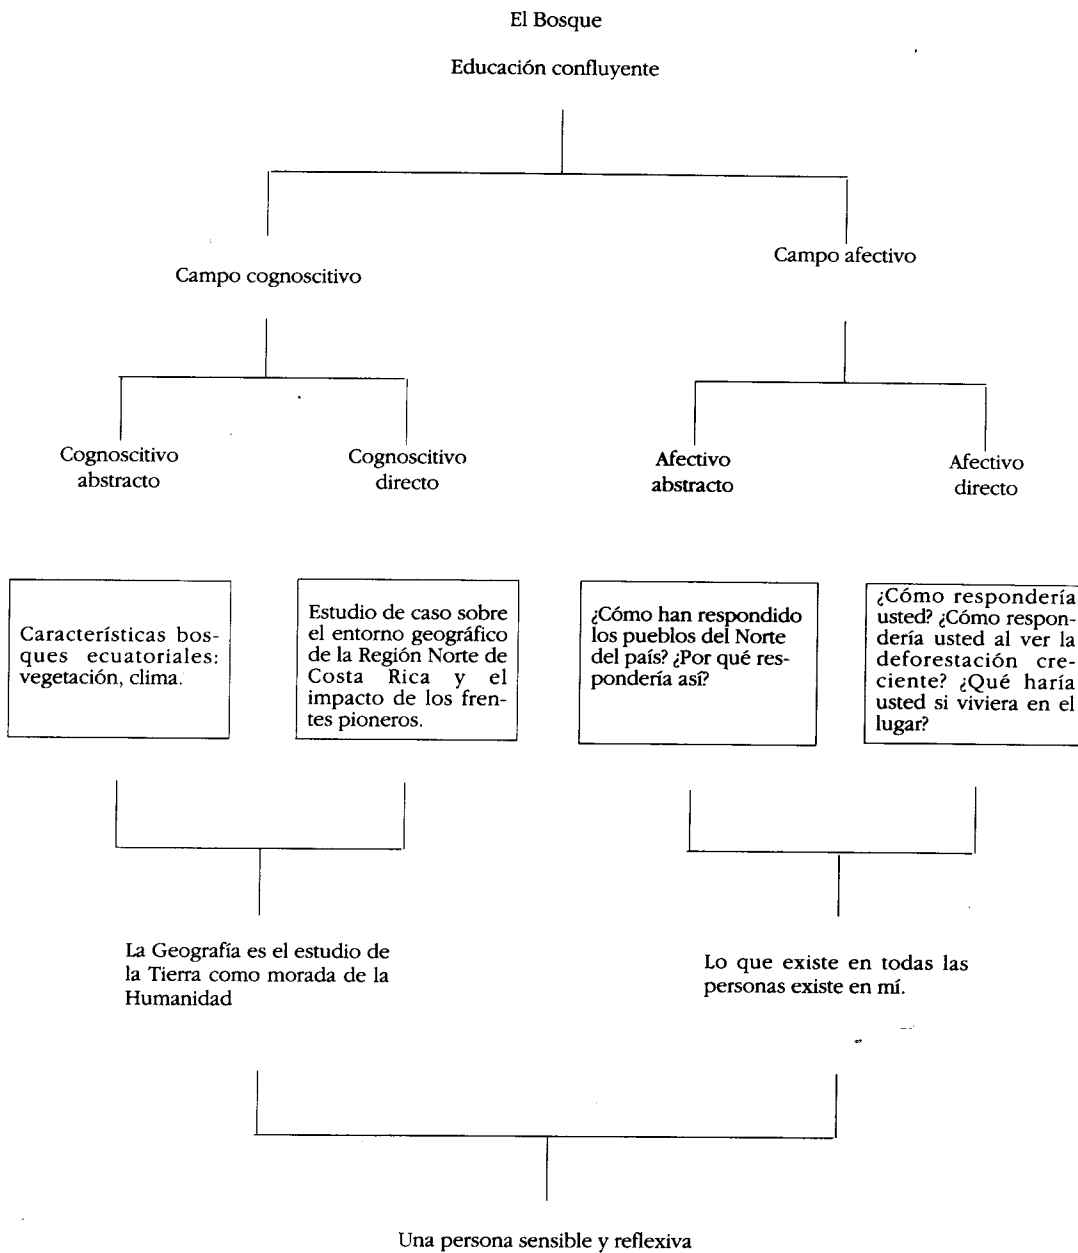 El Bosque
Educación confluyente
Campo cognoscitivo
Campo afectivo
Cognoscitivo
abstracto
Cognoscitivo
directo
Afectivo
abstracto
Afectivo
directo
Características bos-
ques ecuatoriales:
vegetación, clima.
Estudio de caso sobre
el entorno geográfico
de la Región Norte de
Costa Rica y el
impacto de los fren-
tes pioneros.
¿Cómo han respondido
los pueblos del Norte
del país? ¿Por qué res-
pondería así?
¿Cómo respondería
usted? ¿Cómo respon-
dería usted al ver la
deforestación cre-
ciente? ¿Qué haría
usted si viviera en el
lugar?
La Geografía es el estudio de
la Tierra como morada de la
Humanidad
Lo que existe en todas las
personas existe en mí.
Una persona sensible y reflexiva